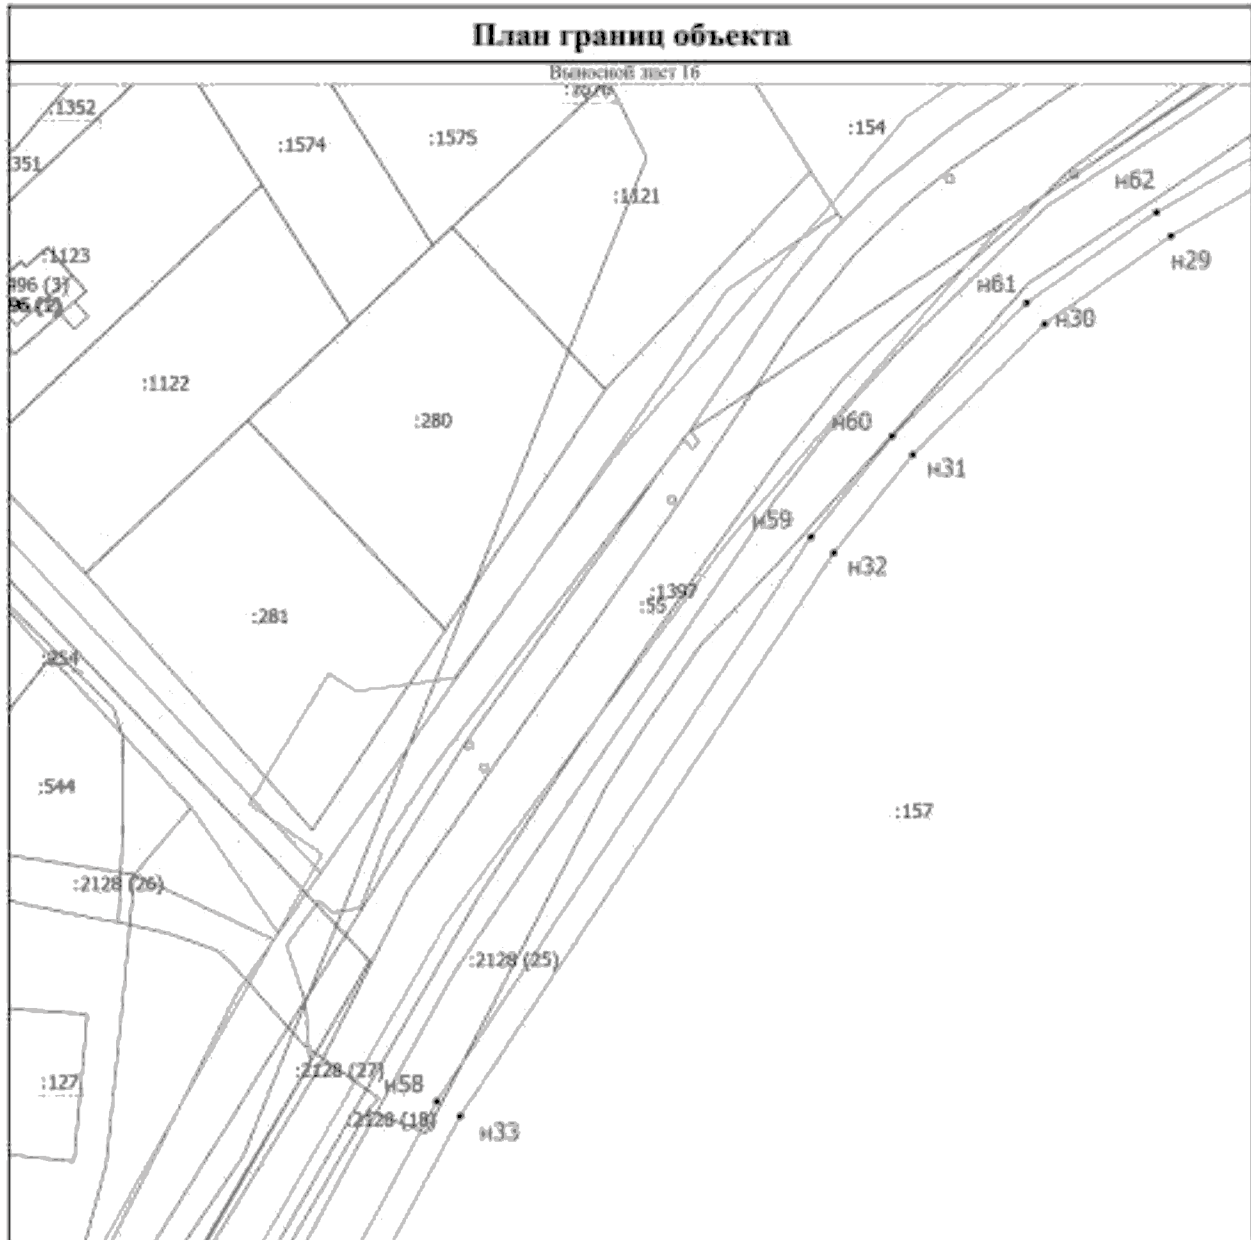 План границ объекта
Выносной лист 16
:1352
:1576
:1574
:1575
:154
351
:1121
н62
:1123
н29
496 (3)
н61
н30
:1122
:280
н60
н31
н59
н32
:1397
:55
:281
:254
:544
:157
:2128 (26)
:2128 (25)
:2128 (27)
н58
:127
:2128 (18)
н33